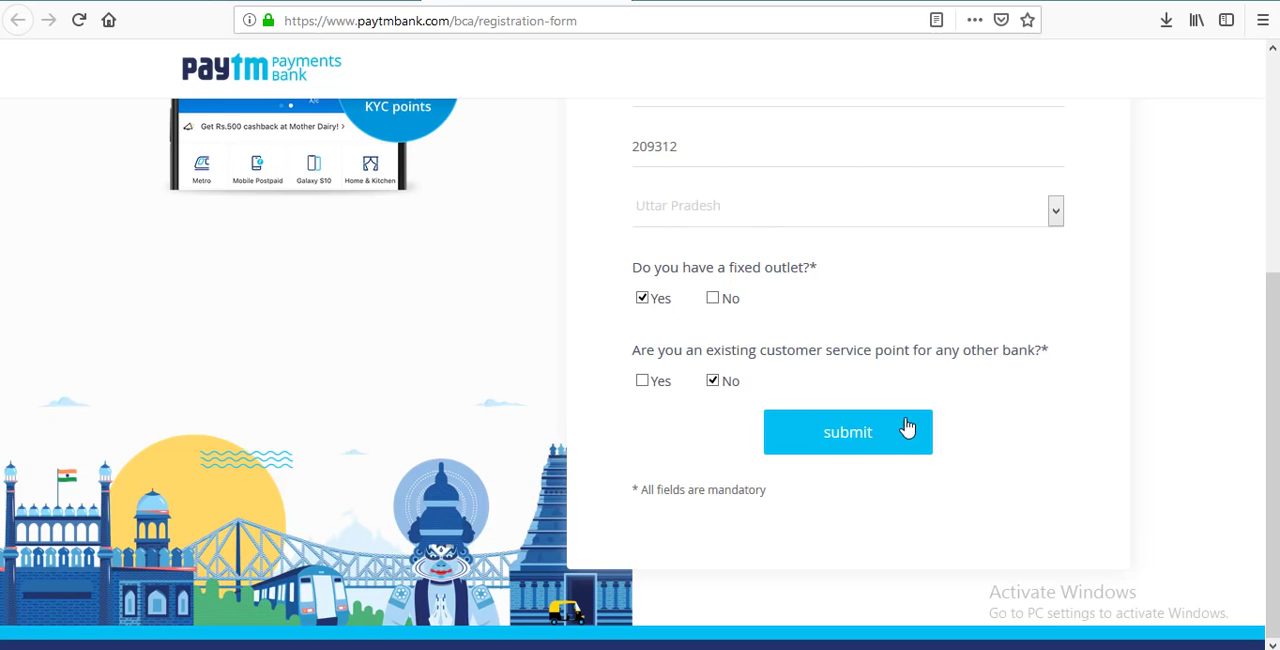 https://www.paytmbank.com/bca/registration-form
paytm payments
Bank
KYC points
Get Rs.500 cashback at Mother Dairy! >
Metro
Mobile Postpaid
Galaxy S10
Home & Kitchen
209312
Uttar Pradesh
Do you have a fixed outlet?*
Yes No
Are you an existing customer service point for any other bank?*
Yes No
submit
* All fields are mandatory
Activate Windows
Go to PC settings to activate Windows.